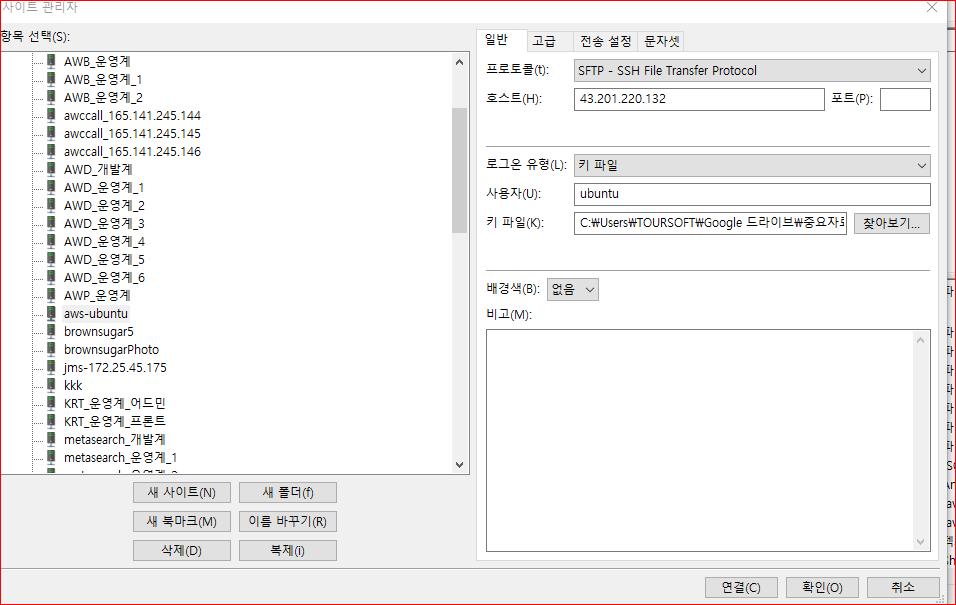 사이트 관리자
항목 선택(S):
AWB_운영계
AWB_운영계_1
AWB_운영계_2
awccall_165.141.245.144
awccall_165.141.245.145
awccall_165.141.245.146
AWD_개발계
AWD_운영계_1
AWD_운영계_2
AWD_운영계_3
AWD_운영계_4
AWD_운영계_5
AWD_운영계_6
AWP_운영계
aws-ubuntu
brownsugar5
brownsugarPhoto
jms-172.25.45.175
kkk
KRT_운영계_어드민
KRT_운영계_프론트
metasearch_개발계
metasearch_운영계_1
새 사이트(N) 새 폴더(f)
새 북마크(M) 이름 바꾸기(R)
삭제(D) 복제(i)
일반 고급 전송 설정 문자셋
프로토콜(t): SFTP - SSH File Transfer Protocol
호스트(H): 43.201.220.132 포트(P):
로그온 유형(L): 키 파일
사용자(U): ubuntu
키 파일(K): C:₩Users₩TOURSOFT₩Google 드라이브₩중요자료 찾아보기...
배경색(B): 없음
비고(M):
연결(C) 확인(O) 취소